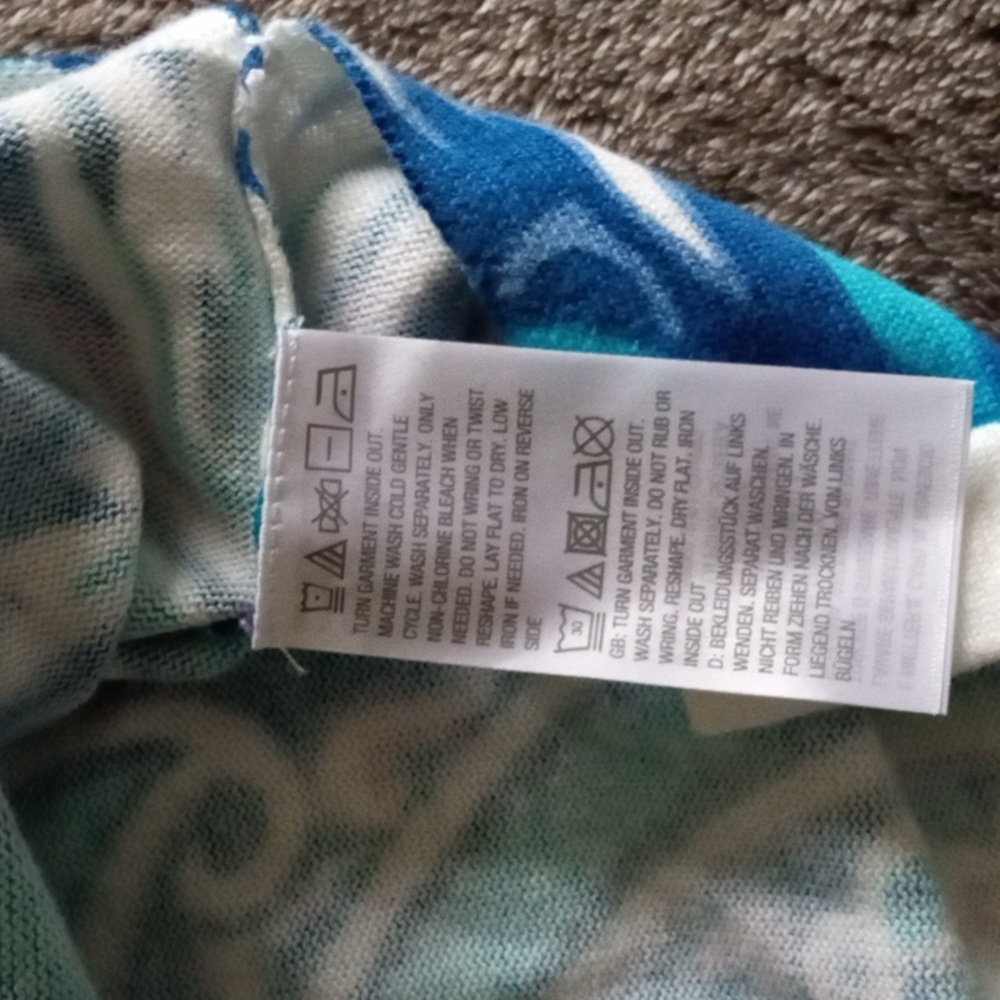 TURN GARMENT INSIDE OUT.
MACHINE WASH COLD GENTLE
CYCLE. WASH SEPARATELY. ONLY
NON-CHLORINE BLEACH WHEN
NEEDED. DO NOT WRING OR TWIST
RESHAPE. LAY FLAT TO DRY. LOW
IRON IF NEEDED. IRON ON REVERSE
SIDE
30
GB: TURN GARMENT INSIDE OUT.
WASH SEPARATELY. DO NOT RUB OR
WRING. RESHAPE. DRY FLAT. IRON
INSIDE OUT
D: BEKLEIDUNGSSTÜCK AUF LINKS
WENDEN. SEPARAT WASCHEN.
NICHT REIBEN UND WRINGEN. IN
FORM ZIEHEN NACH DER WÄSCHE.
LIEGEND TROCKNEN. VON LINKS
BÜGELN.